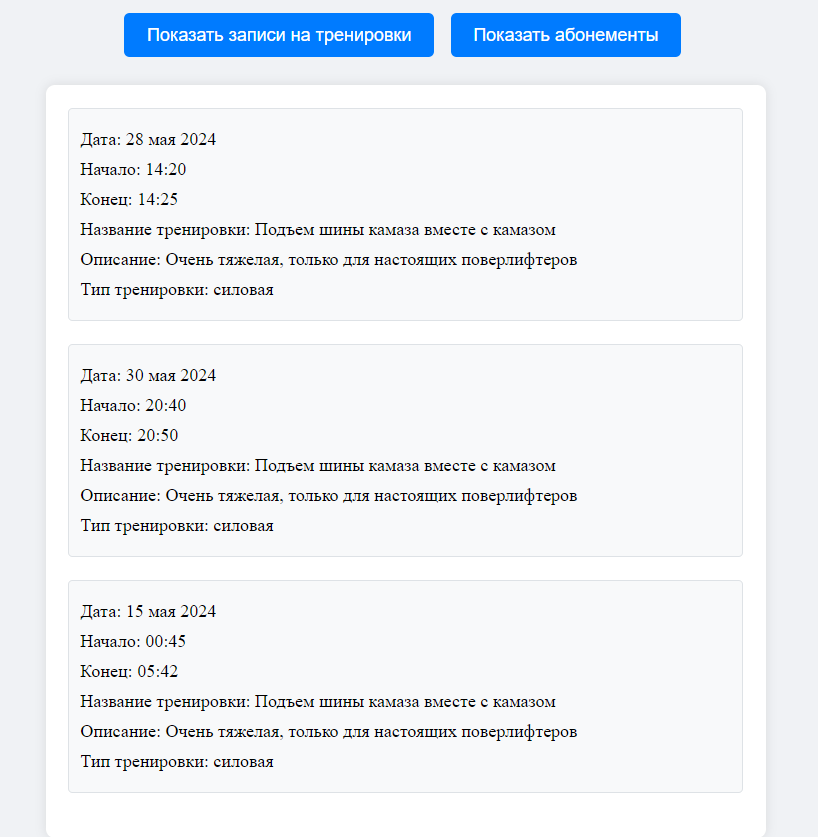 Показать записи на тренировки Показать абонементы
Дата: 28 мая 2024
Начало: 14:20
Конец: 14:25
Название тренировки: Подъем шины камаза вместе с камазом
Описание: Очень тяжелая, только для настоящих поверлифтеров
Тип тренировки: силовая
Дата: 30 мая 2024
Начало: 20:40
Конец: 20:50
Название тренировки: Подъем шины камаза вместе с камазом
Описание: Очень тяжелая, только для настоящих поверлифтеров
Тип тренировки: силовая
Дата: 15 мая 2024
Начало: 00:45
Конец: 05:42
Название тренировки: Подъем шины камаза вместе с камазом
Описание: Очень тяжелая, только для настоящих поверлифтеров
Тип тренировки: силовая